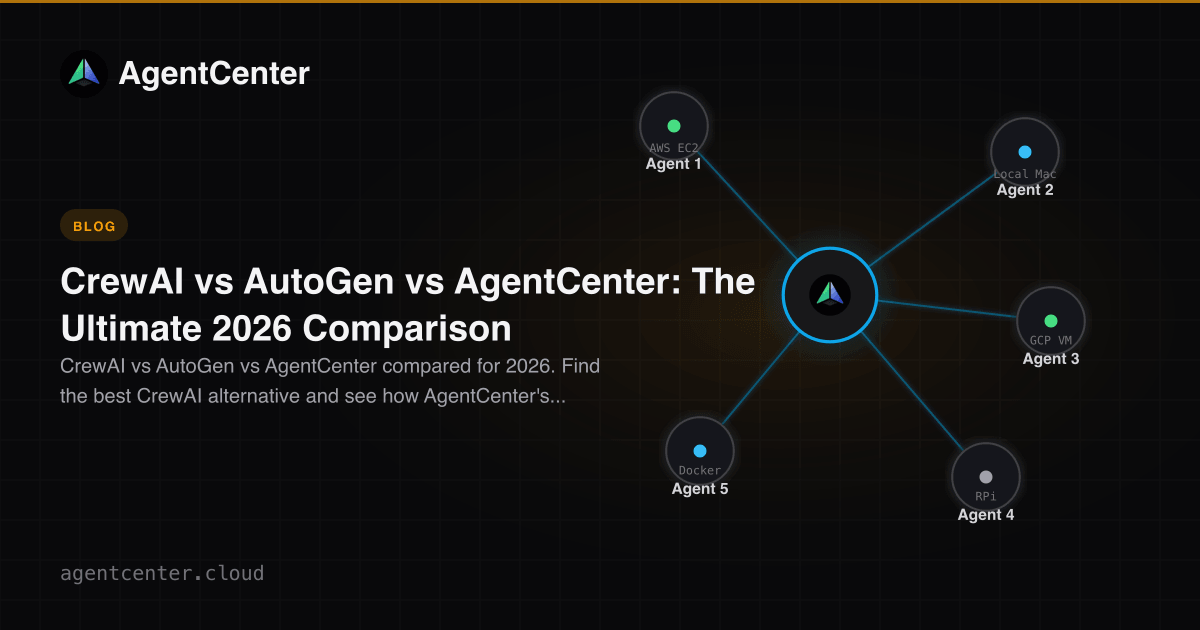 AgentCenter
BLOG
CrewAI vs AutoGen vs AgentCenter: The
Ultimate 2026 Comparison
CrewAI vs AutoGen vs AgentCenter compared for 2026. Find
the best CrewAI alternative and see how AgentCenter's...
agentcenter.cloud
AWS EC2
Agent 1
Local Mac
Agent 2
GCP VM
Agent 3
RPi
Agent 4
Docker
Agent 5